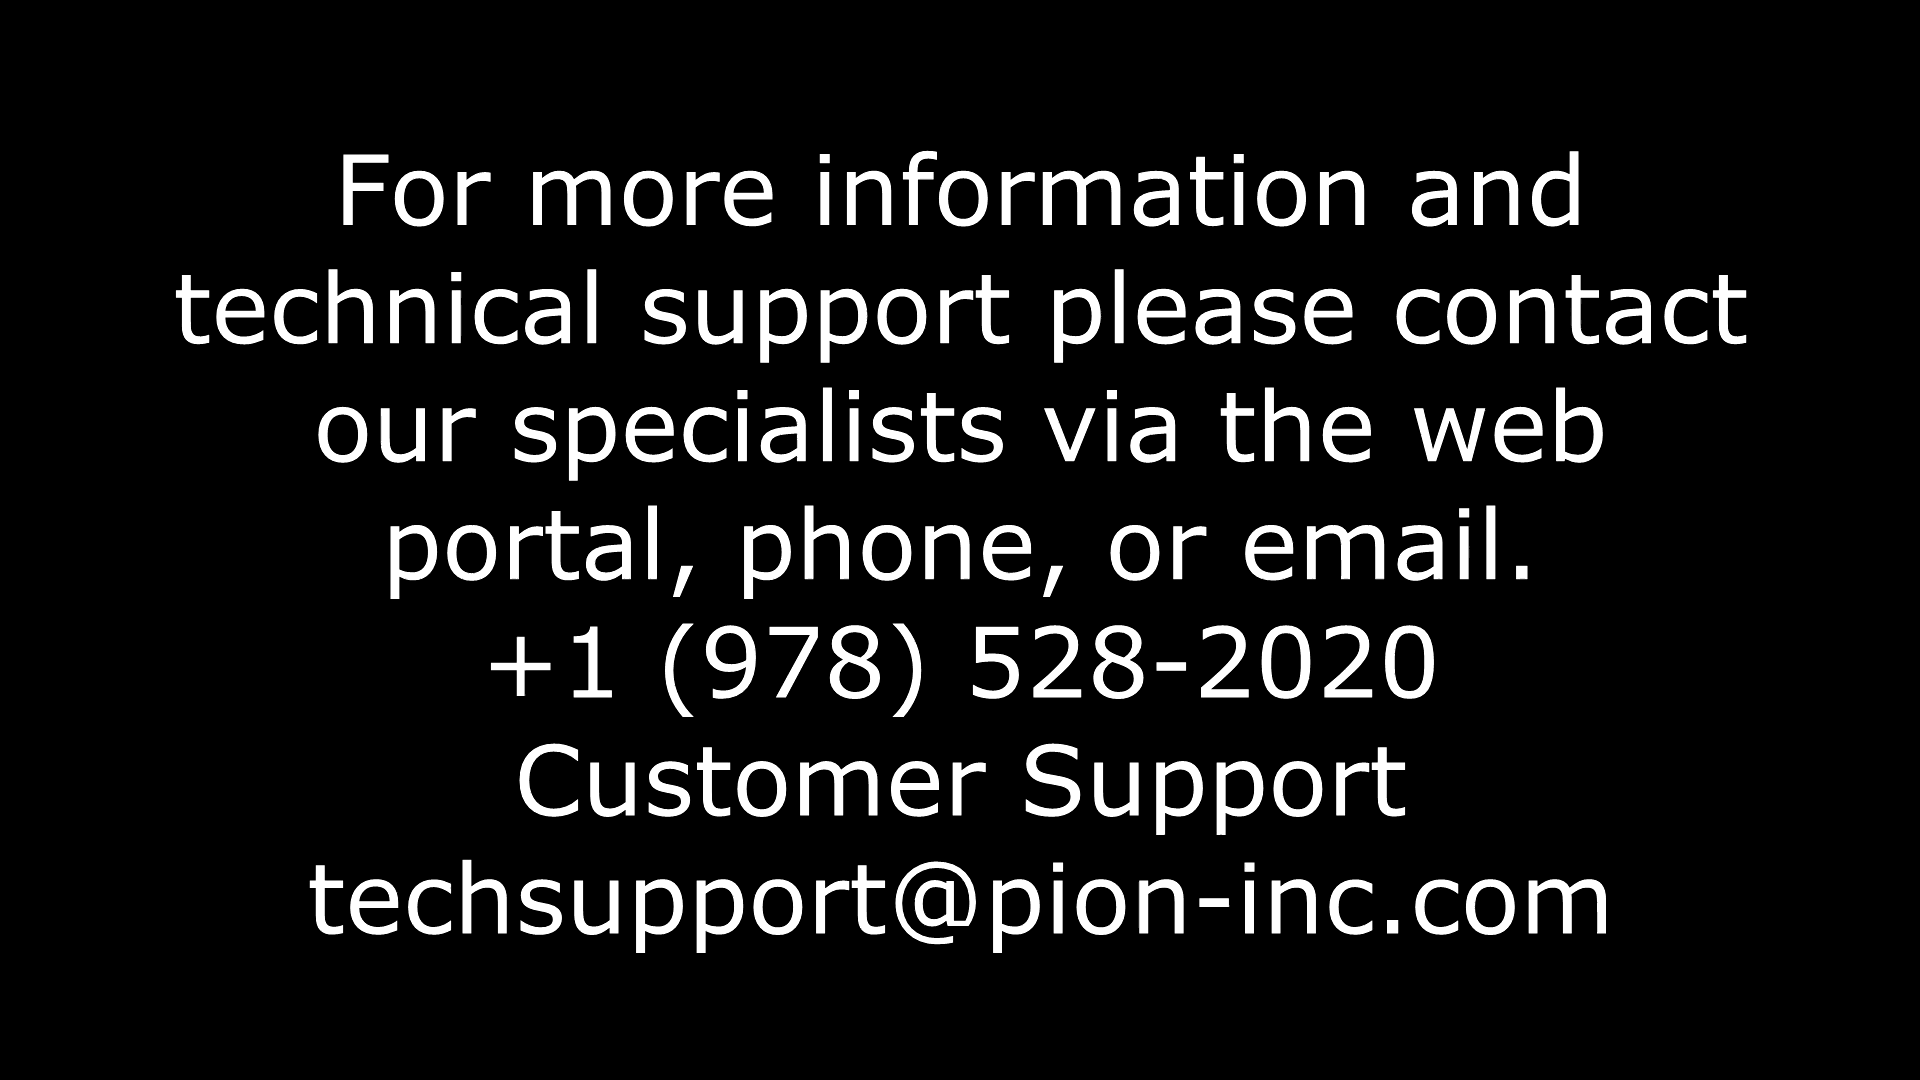 For more information and
technical support please contact
our specialists via the web
portal, phone, or email.
+1 (978) 528-2020
Customer Support
techsupport@pion-inc.com